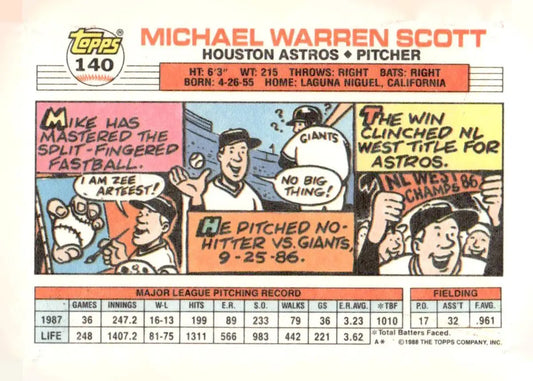 Topps
140
MICHAEL WARREN SCOTT
HOUSTON ASTROS ♦ PITCHER
HT: 6'3" WT: 215 THROWS: RIGHT BATS: RIGHT
BORN: 4-26-55 HOME: LAGUNA NIGUEL, CALIFORNIA
MIKE HAS
MASTERED THE
SPLIT-FINGERED
FASTBALL.
I AM ZEE
ARTEEST!
? ? ?
GIANTS
NO BIG
THING!
HE PITCHED NO-
HITTER VS. GIANTS,
9-25-86.
THE WIN
CLINCHED NL
WEST TITLE FOR
ASTROS.
NL WEST
CHAMPS 86
MAJOR LEAGUE PITCHING RECORD FIELDING
GAMES INNINGS W-L HITS E.R. S.O. WALKS GS E.R.AVG. *TBF P.O. ASS'T F.AVG.
1987 36 247.2 16-13 199 89 233 79 36 3.23 1010 17 32 .961
LIFE 248 1407.2 81-75 1311 566 983 442 221 3.62 *Total Batters Faced.
A* ©1988 THE TOPPS COMPANY, INC.